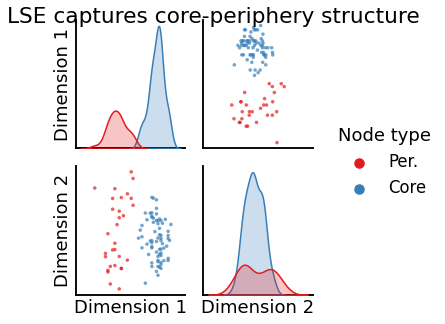 LSE captures core-periphery structure
Dimension 1
Dimension 2
Dimension 1
Dimension 2
Node type
Per.
Core